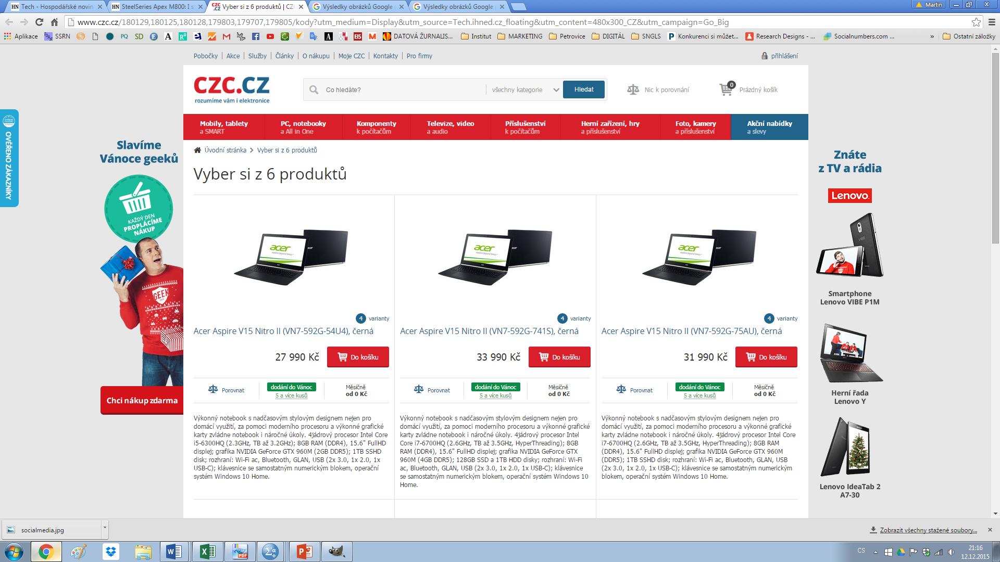 HN Tech - Hospodářské novin
HN SteelSeries Apex M800: I s
CZC.CZ Vyber si z 6 produktů | CZ
Výsledky obrázků Google
Výsledky obrázků Google
Martin
www.czc.cz/180129,180125,180128,179803,179707,179805/kody?utm_medium=Display&utm_source=Tech.ihned.cz_floating&utm_content=480x300_CZ&utm_campaign=Go_Big
Aplikace
SSRN
PQ
SD
DATOVÁ ŽURNALIS...
Institut
MARKETING
Petrovice
DIGITÁL
SNGLS
Konkurenci si můžet...
Research Designs - ...
Socialnumbers.com ...
»
Ostatní záložky
Pobočky | Akce | Služby | Články | O nákupu | Moje CZC | Kontakty | Pro firmy
přihlášení
CZC.CZ
rozumíme vám i elektronice
Co hledáte?
všechny kategorie
Hledat
Nic k porovnání
0
Prázdný košík
Mobily, tablety
a SMART
PC, notebooky
a All in One
Komponenty
k počítačům
Televize, video
a audio
Příslušenství
k počítačům
Herní zařízení, hry
a příslušenství
Foto, kamery
a příslušenství
Akční nabídky
a slevy
OVĚŘENO ZÁKAZNÍKY
Slavíme
Vánoce geeků
KAŽDÝ DEN
PROPLÁCÍME
NÁKUP
GEEK
Chci nákup zdarma
Úvodní stránka > Vyber si z 6 produktů
Vyber si z 6 produktů
acer
acer
acer
4 varianty
Acer Aspire V15 Nitro II (VN7-592G-54U4), černá
27 990 Kč
Do košíku
Porovnat
dodání do Vánoc
5 a více kusů
Měsíčně
od 0 Kč
Výkonný notebook s nadčasovým stylovým designem nejen pro
domácí využití, za pomoci moderního procesoru a výkonné grafické
karty zvládne notebook i náročné úkoly. 4jádrový procesor Intel Core
i5-6300HQ (2.3GHz, TB až 3.2GHz); 8GB RAM (DDR4), 15.6" FullHD
displej; grafika NVIDIA GeForce GTX 960M (2GB DDR5); 1TB SSHD
disk; rozhraní: Wi-Fi ac, Bluetooth, GLAN, USB (2x 3.0, 1x 2.0, 1x
USB-C); klávesnice se samostatným numerickým blokem, operační
systém Windows 10 Home.
4 varianty
Acer Aspire V15 Nitro II (VN7-592G-741S), černá
33 990 Kč
Do košíku
Porovnat
dodání do Vánoc
5 a více kusů
Měsíčně
od 0 Kč
Výkonný notebook s nadčasovým stylovým designem nejen pro
domácí využití, za pomoci moderního procesoru a výkonné grafické
karty zvládne notebook i náročné úkoly. 4jádrový procesor Intel
Core i7-6700HQ (2.6GHz, TB až 3.5GHz, HyperThreading); 8GB
RAM (DDR4), 15.6" FullHD displej; grafika NVIDIA GeForce GTX
960M (4GB DDR5); 128GB SSD a 1TB HDD disky; rozhraní: Wi-Fi
ac, Bluetooth, GLAN, USB (2x 3.0, 1x 2.0, 1x USB-C); klávesnice
se samostatným numerickým blokem, operační systém Windows 10
Home.
4 varianty
Acer Aspire V15 Nitro II (VN7-592G-75AU), černá
31 990 Kč
Do košíku
Porovnat
dodání do Vánoc
5 a více kusů
Měsíčně
od 0 Kč
Výkonný notebook s nadčasovým stylovým designem nejen pro
domácí využití, za pomoci moderního procesoru a výkonné grafické
karty zvládne notebook i náročné úkoly. 4jádrový procesor Intel Core
i7-6700HQ (2.6GHz, TB až 3.5GHz, HyperThreading); 8GB RAM
(DDR4), 15.6" FullHD displej; grafika NVIDIA GeForce GTX 960M
(DDR5); 1TB SSHD disk; rozhraní: Wi-Fi ac, Bluetooth, GLAN, USB
(2x 3.0, 1x 2.0, 1x USB-C); klávesnice se samostatným numerickým
blokem, operační systém Windows 10 Home.
Znáte
z TV a rádia
Lenovo
VIBE
Smartphone
Lenovo VIBE P1M
Herní řada
Lenovo Y
Lenovo IdeaTab 2
A7-30
socialmedia.jpg
Zobrazit všechny stažené soubory...
CS
21:16
12.12.2015